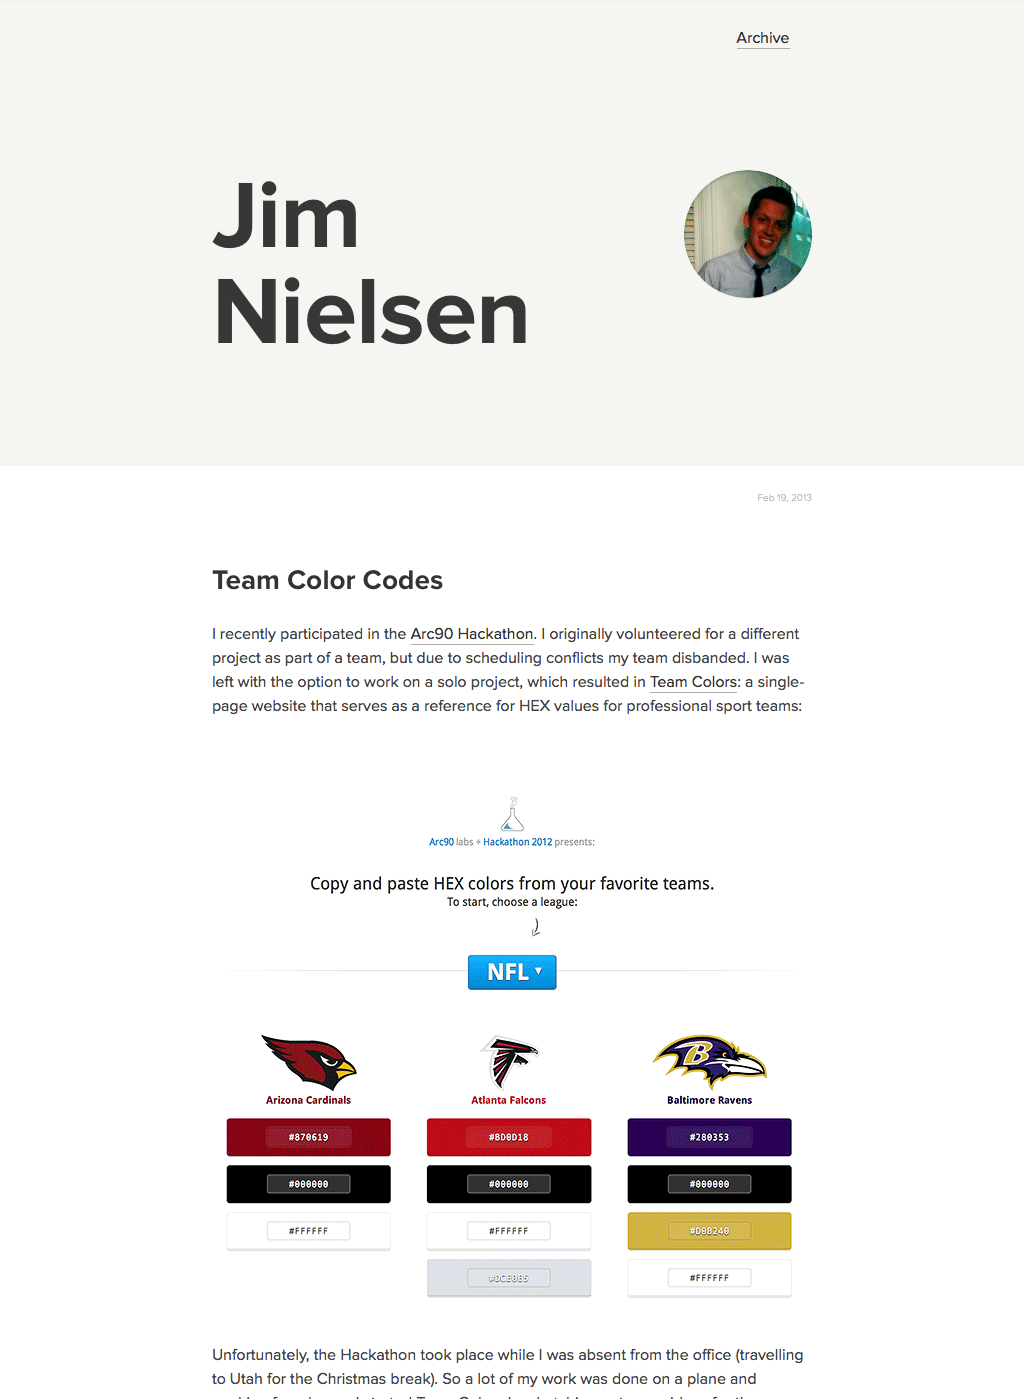 Archive
Jim
Nielsen
Feb 19, 2013
Team Color Codes
I recently participated in the Arc90 Hackathon. I originally volunteered for a different
project as part of a team, but due to scheduling conflicts my team disbanded. I was
left with the option to work on a solo project, which resulted in Team Colors: a single-
page website that serves as a reference for HEX values for professional sport teams:
Arc90 labs + Hackathon 2012 presents:
Copy and paste HEX colors from your favorite teams.
To start, choose a league:
NFL
B
Arizona Cardinals
Atlanta Falcons
Baltimore Ravens
#870619
#BD0D18
#280353
#000000
#000000
#000000
#FFFFFF
#FFFFFF
#D0B240
#DCE0E5
#FFFFFF
Unfortunately, the Hackathon took place while I was absent from the office (travelling
to Utah for the Christmas break). So a lot of my work was done on a plane and